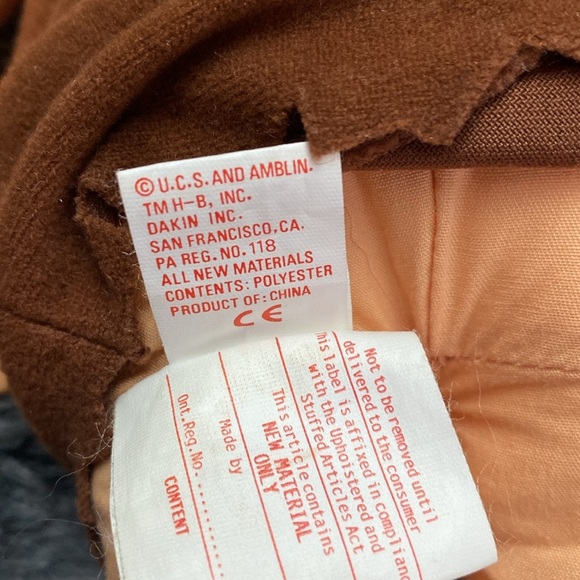 © U.C.S. AND AMBLIN.
TM H-B, INC.
DAKIN INC.
SAN FRANCISCO, CA.
PA REG. NO. 118
ALL NEW MATERIALS
CONTENTS: POLYESTER
PRODUCT OF: CHINA
CE
Not to be removed until
delivered to the consumer
This label is affixed in compliance
with the Upholstered and
Stuffed Articles Act
This article contains
NEW MATERIAL
ONLY
Made by
Ont. Reg. No. ........
CONTENT